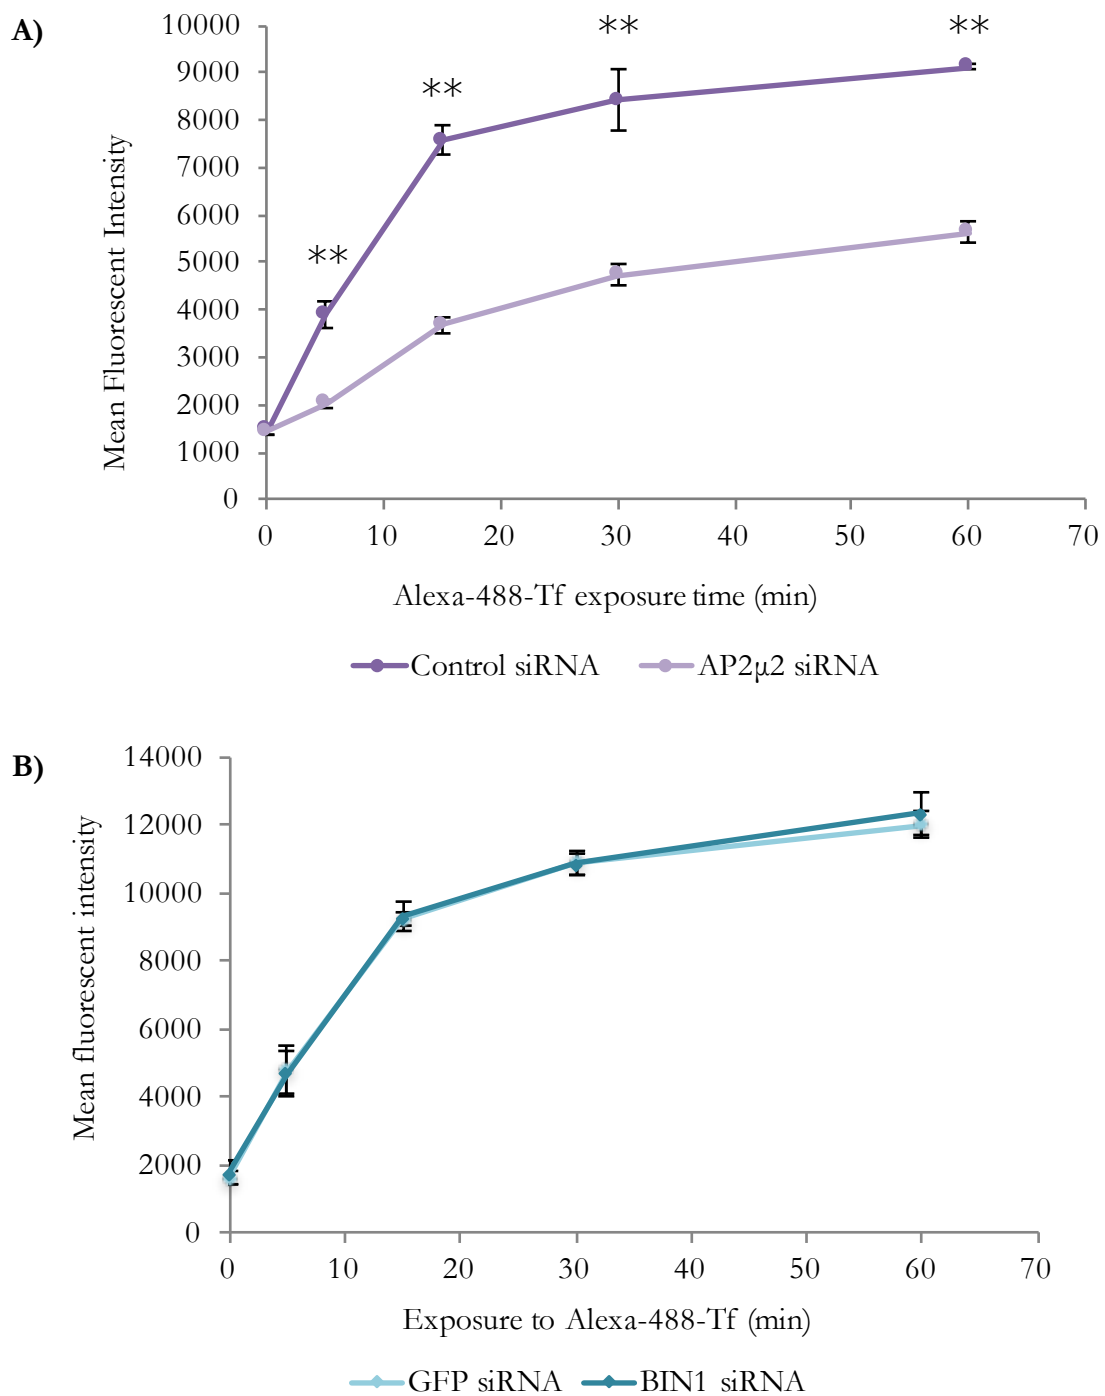 A)
10000
9000
8000
7000
6000
5000
4000
3000
2000
1000
0
Mean Fluorescent Intensity
**
**
**
**
0 10 20 30 40 50 60 70
Alexa-488-Tf exposure time (min)
Control siRNA AP2μ2 siRNA
B)
14000
12000
10000
8000
6000
4000
2000
0
Mean fluorescent intensity
0 10 20 30 40 50 60 70
Exposure to Alexa-488-Tf (min)
GFP siRNA BIN1 siRNA